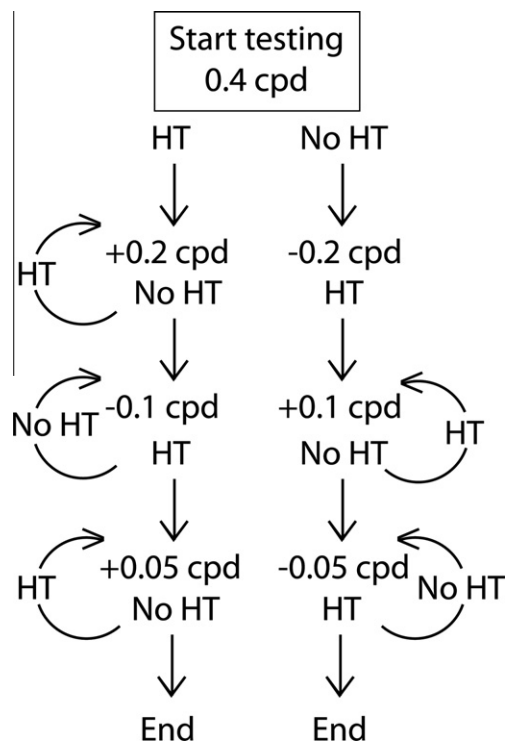 Start testing
0.4 cpd
HT No HT
+0.2 cpd -0.2 cpd
HT
No HT HT
-0.1 cpd +0.1 cpd
No HT HT
HT No HT
+0.05 cpd -0.05 cpd
HT No HT
No HT HT
End End